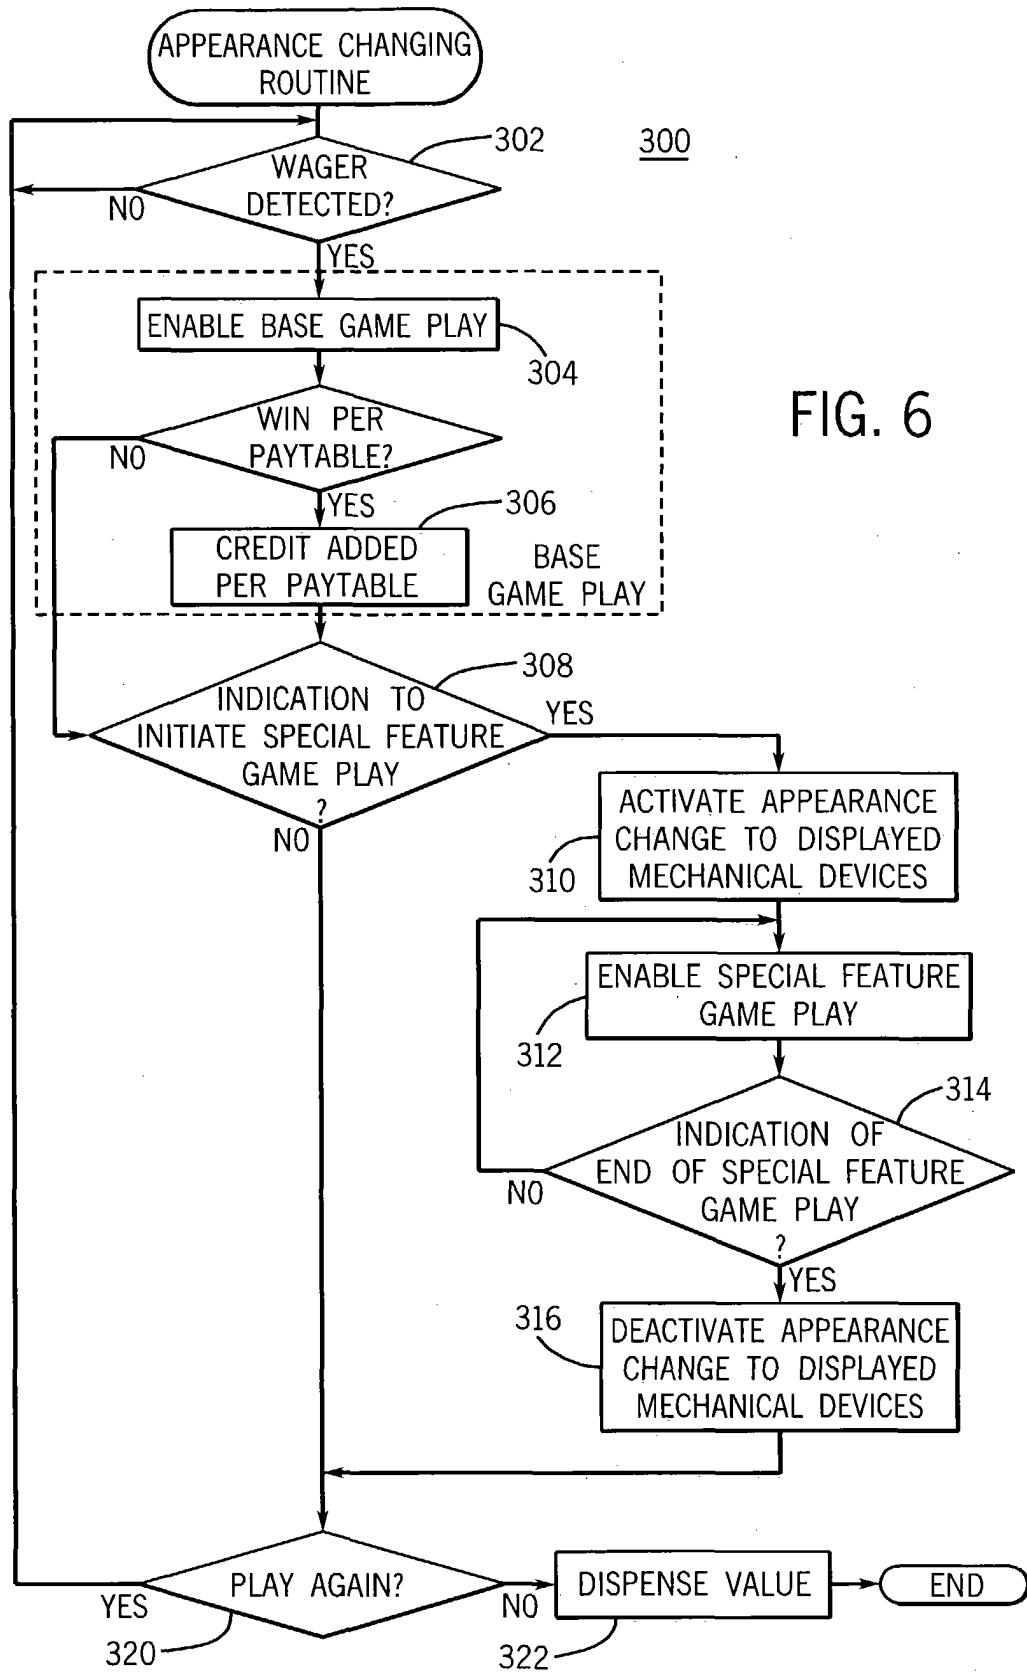 APPEARANCE CHANGING
ROUTINE
302
300
WAGER
DETECTED?
NO
YES
ENABLE BASE GAME PLAY
304
FIG. 6
WIN PER
PAYTABLE?
NO
YES
306
CREDIT ADDED
PER PAYTABLE
BASE
GAME PLAY
308
INDICATION TO
INITIATE SPECIAL FEATURE
GAME PLAY
?
YES
NO
ACTIVATE APPEARANCE
CHANGE TO DISPLAYED
MECHANICAL DEVICES
310
ENABLE SPECIAL FEATURE
GAME PLAY
312
314
INDICATION OF
END OF SPECIAL FEATURE
GAME PLAY
?
NO
YES
316
DEACTIVATE APPEARANCE
CHANGE TO DISPLAYED
MECHANICAL DEVICES
PLAY AGAIN?
YES
NO
320
DISPENSE VALUE
322
END